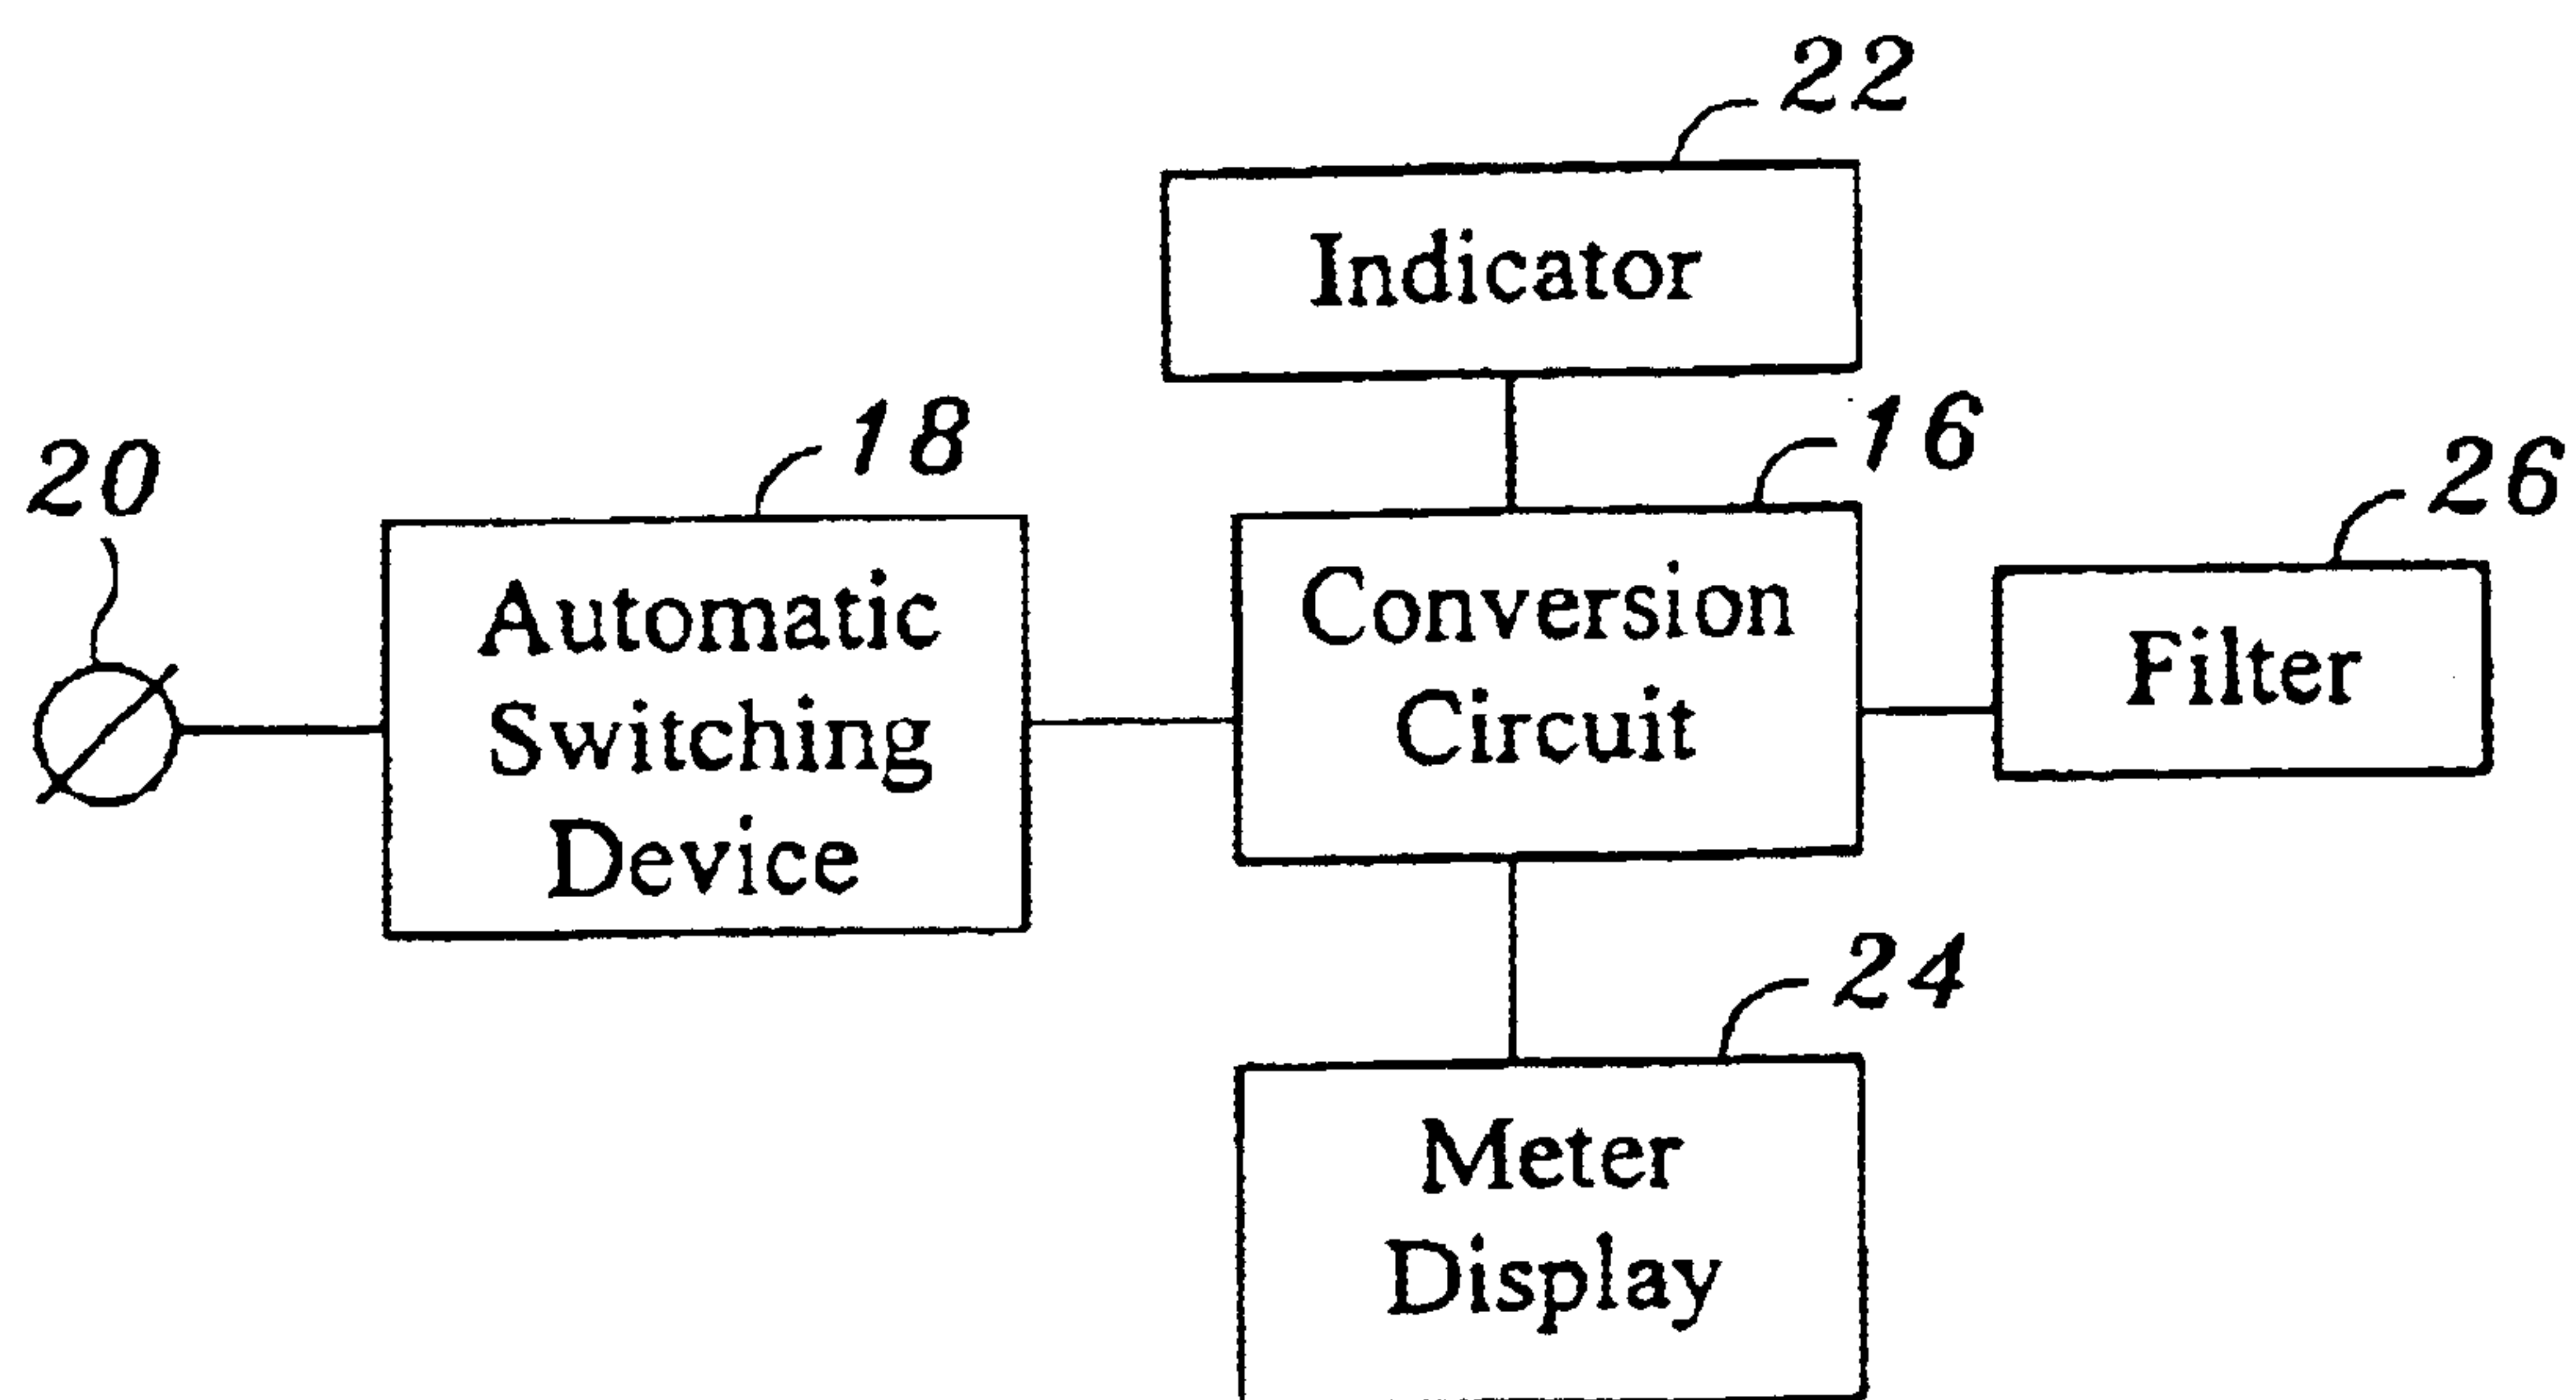 22
Indicator
20
18
16
26
Automatic
Switching
Device
Conversion
Circuit
Filter
24
Meter
Display